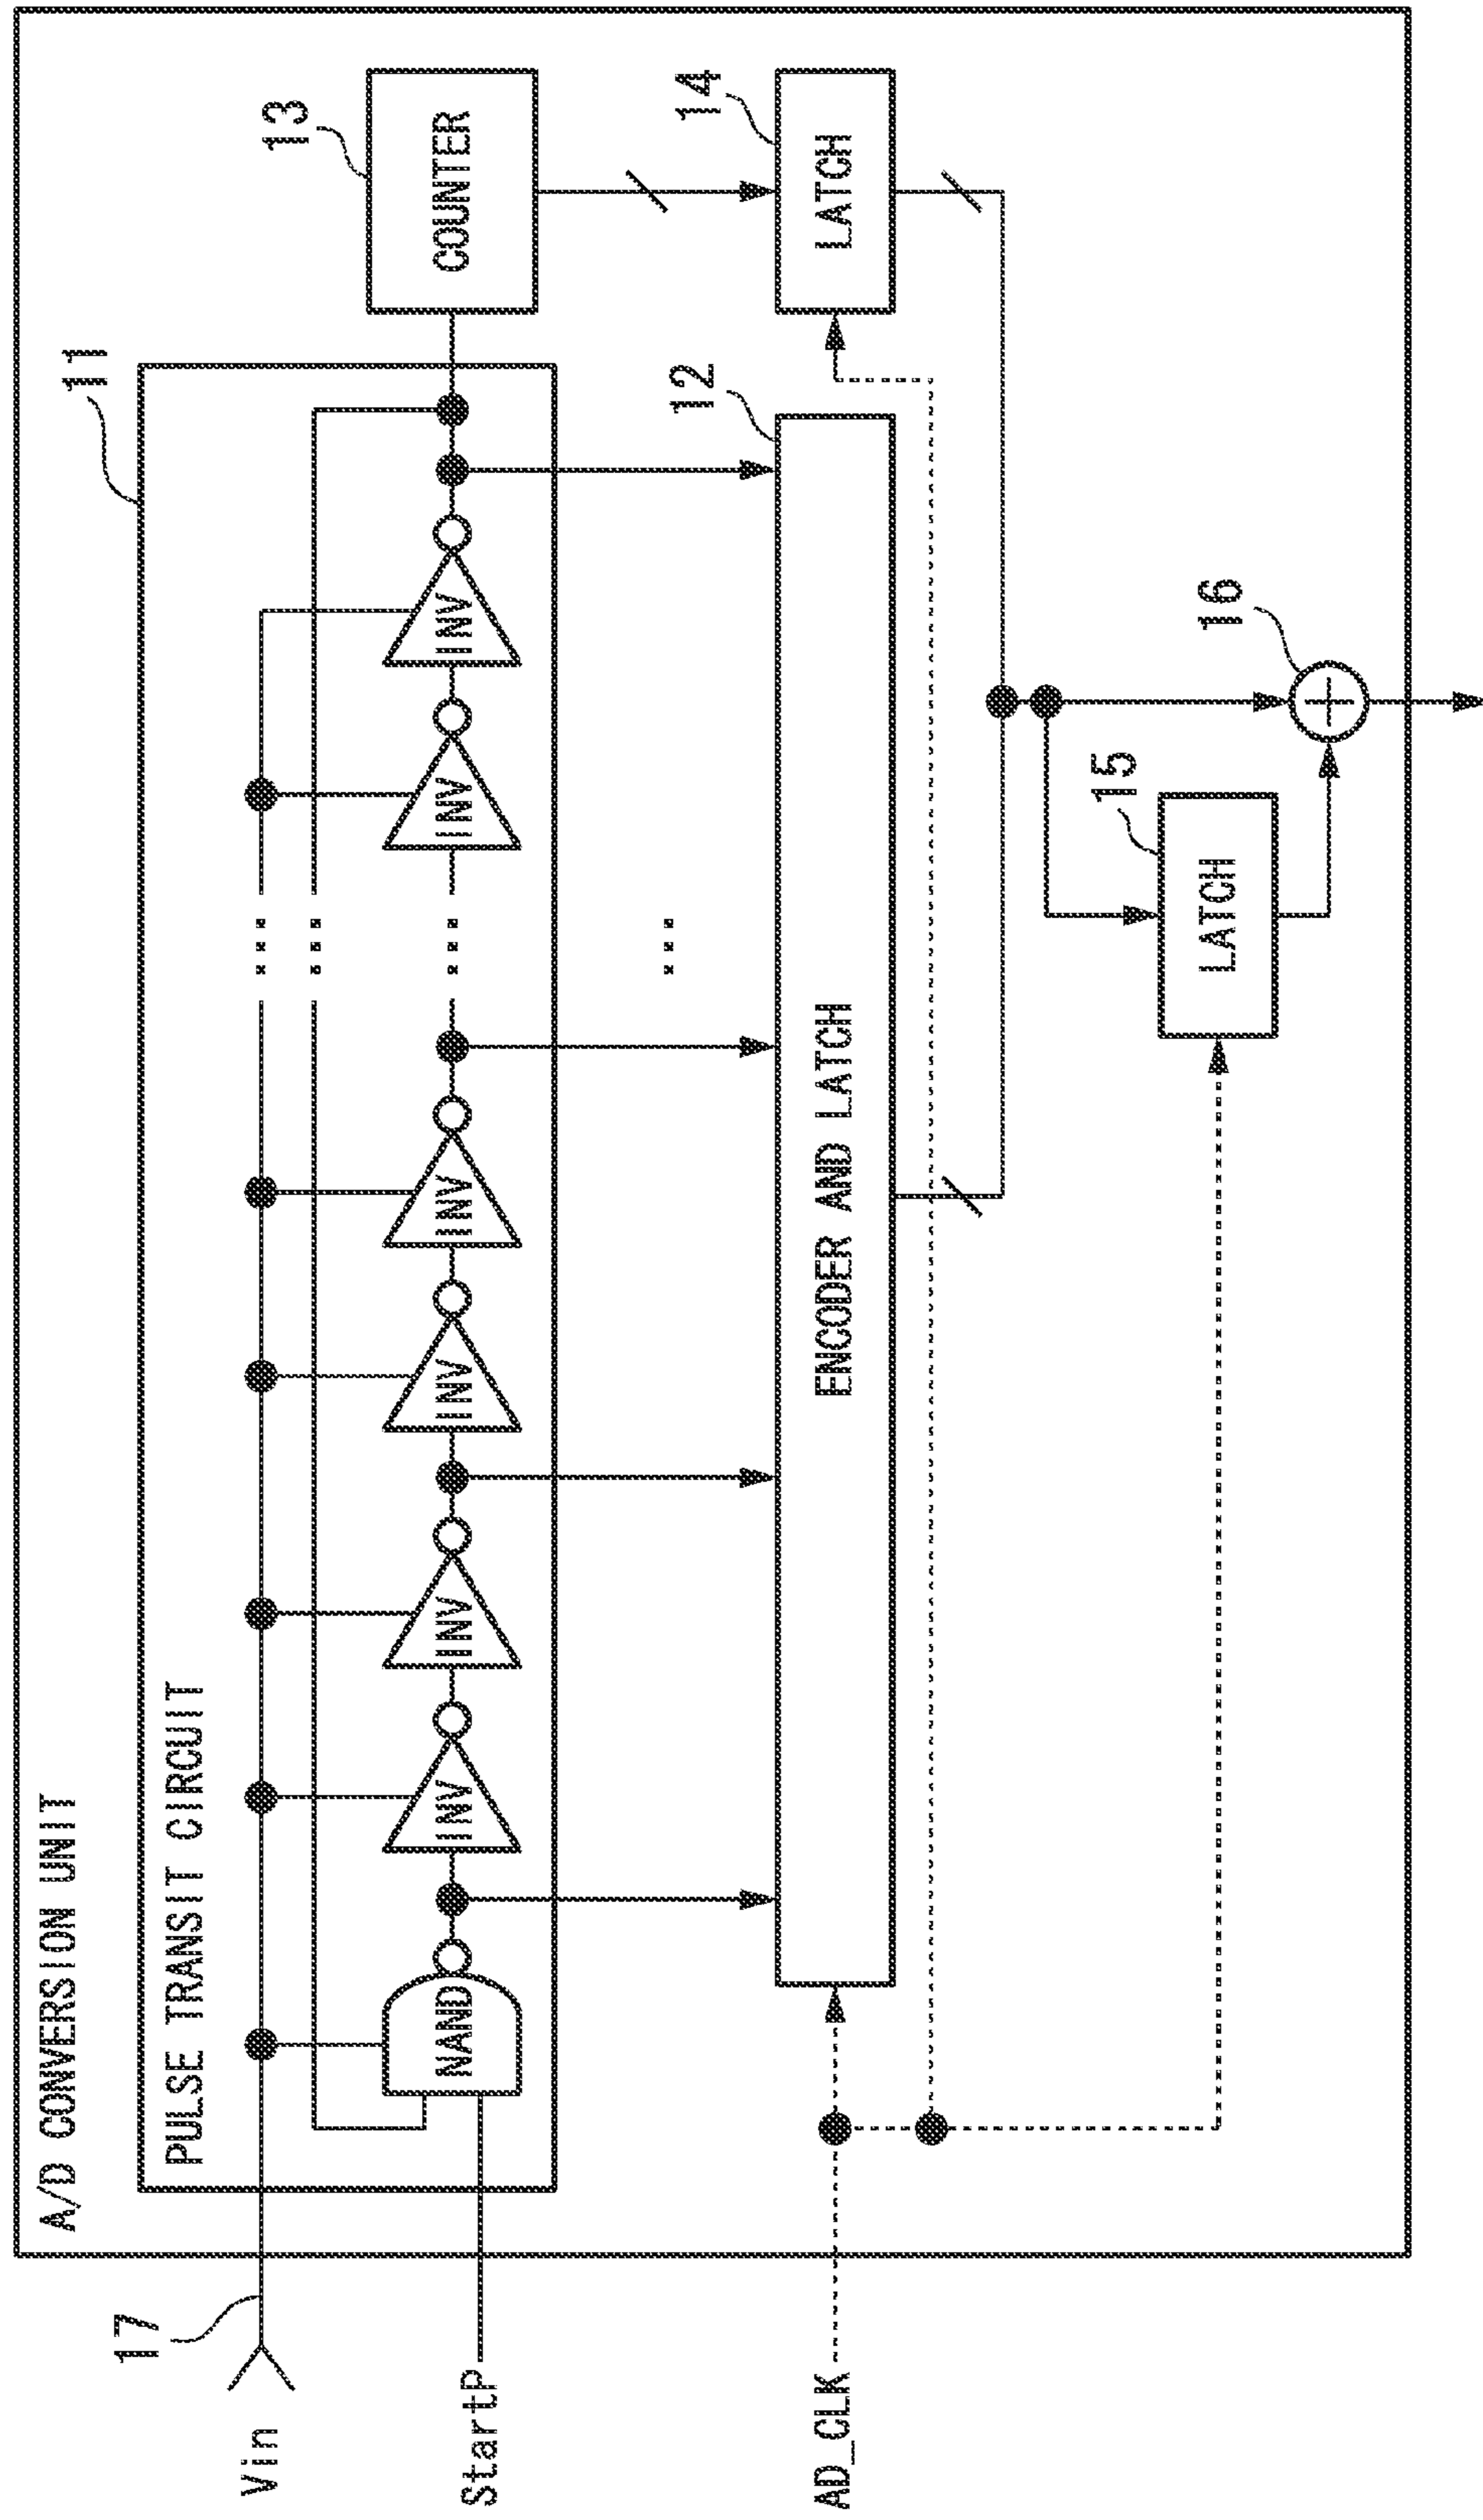 A/D CONVERSION UNIT
11
PULSE TRANSIT CIRCUIT
17
Vin
NAND
INV
INV
INV
INV
INV
INV
13
COUNTER
StartP
12
14
ENCODER AND LATCH
LATCH
AD_CLK
15
LATCH
16